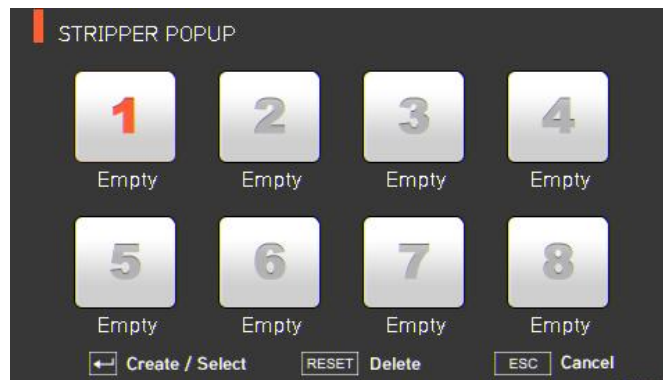 STRIPPER POPUP
1 2 3 4
Empty Empty Empty Empty
5 6 7 8
Empty Empty Empty Empty
Create / Select RESET Delete ESC Cancel